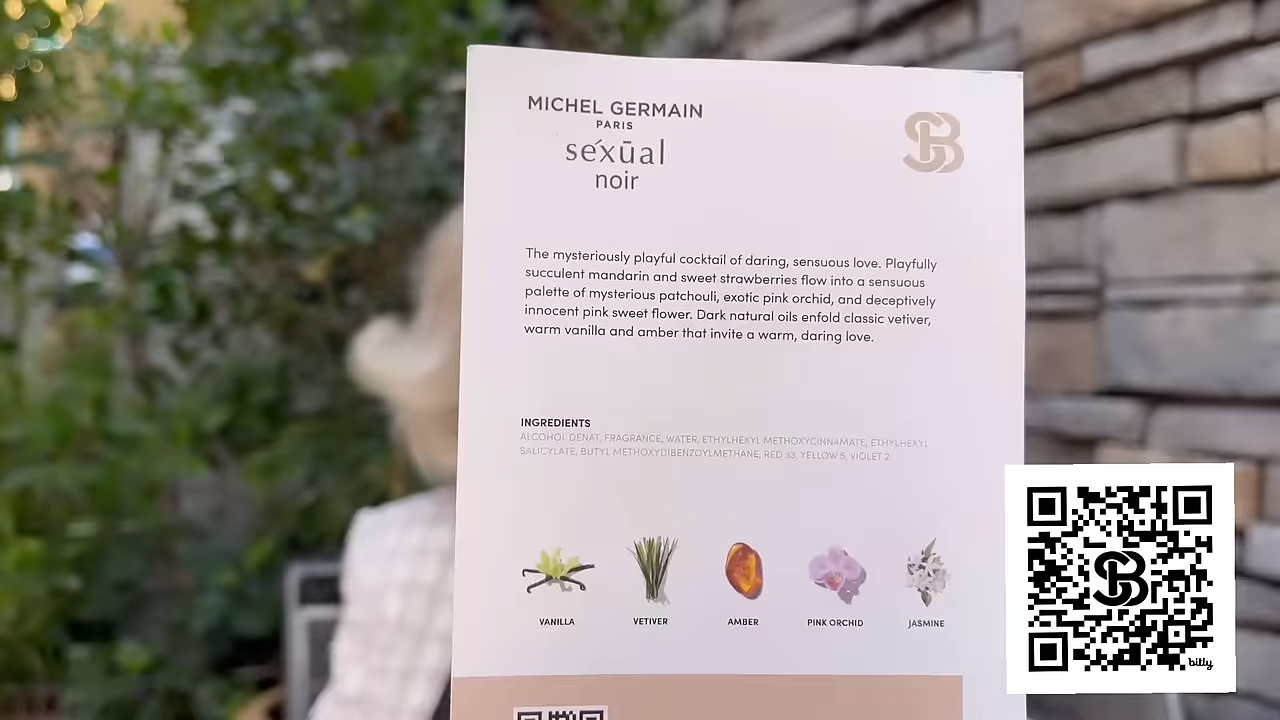 MICHEL GERMAIN
PARIS
séxūal
noir
SB
The mysteriously playful cocktail of daring, sensuous love. Playfully
succulent mandarin and sweet strawberries flow into a sensuous
palette of mysterious patchouli, exotic pink orchid, and deceptively
innocent pink sweet flower. Dark natural oils enfold classic vetiver,
warm vanilla and amber that invite a warm, daring love.
INGREDIENTS
ALCOHOL DENAT, FRAGRANCE, WATER, ETHYLHEXYL METHOXYCINNAMATE, ETHYLHEXYL
SALICYLATE, BUTYL METHOXYDIBENZOYLMETHANE, RED 33, YELLOW 5, VIOLET 2.
VANILLA VETIVER AMBER PINK ORCHID JASMINE
SB
bitly